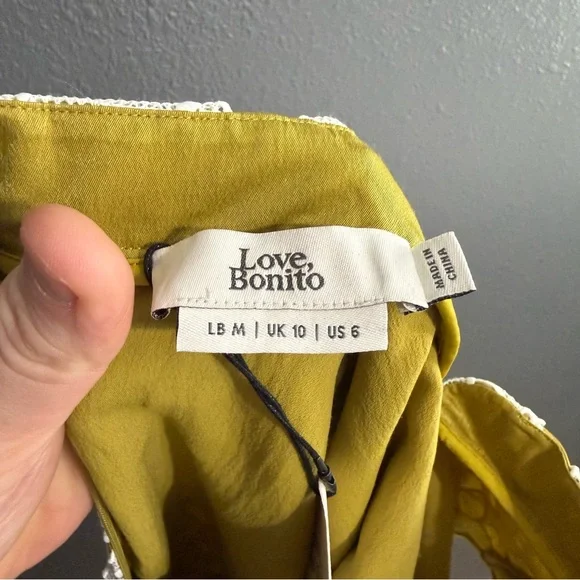 Love,
Bonito
LB M | UK 10 | US 6
MADE IN
CHINA